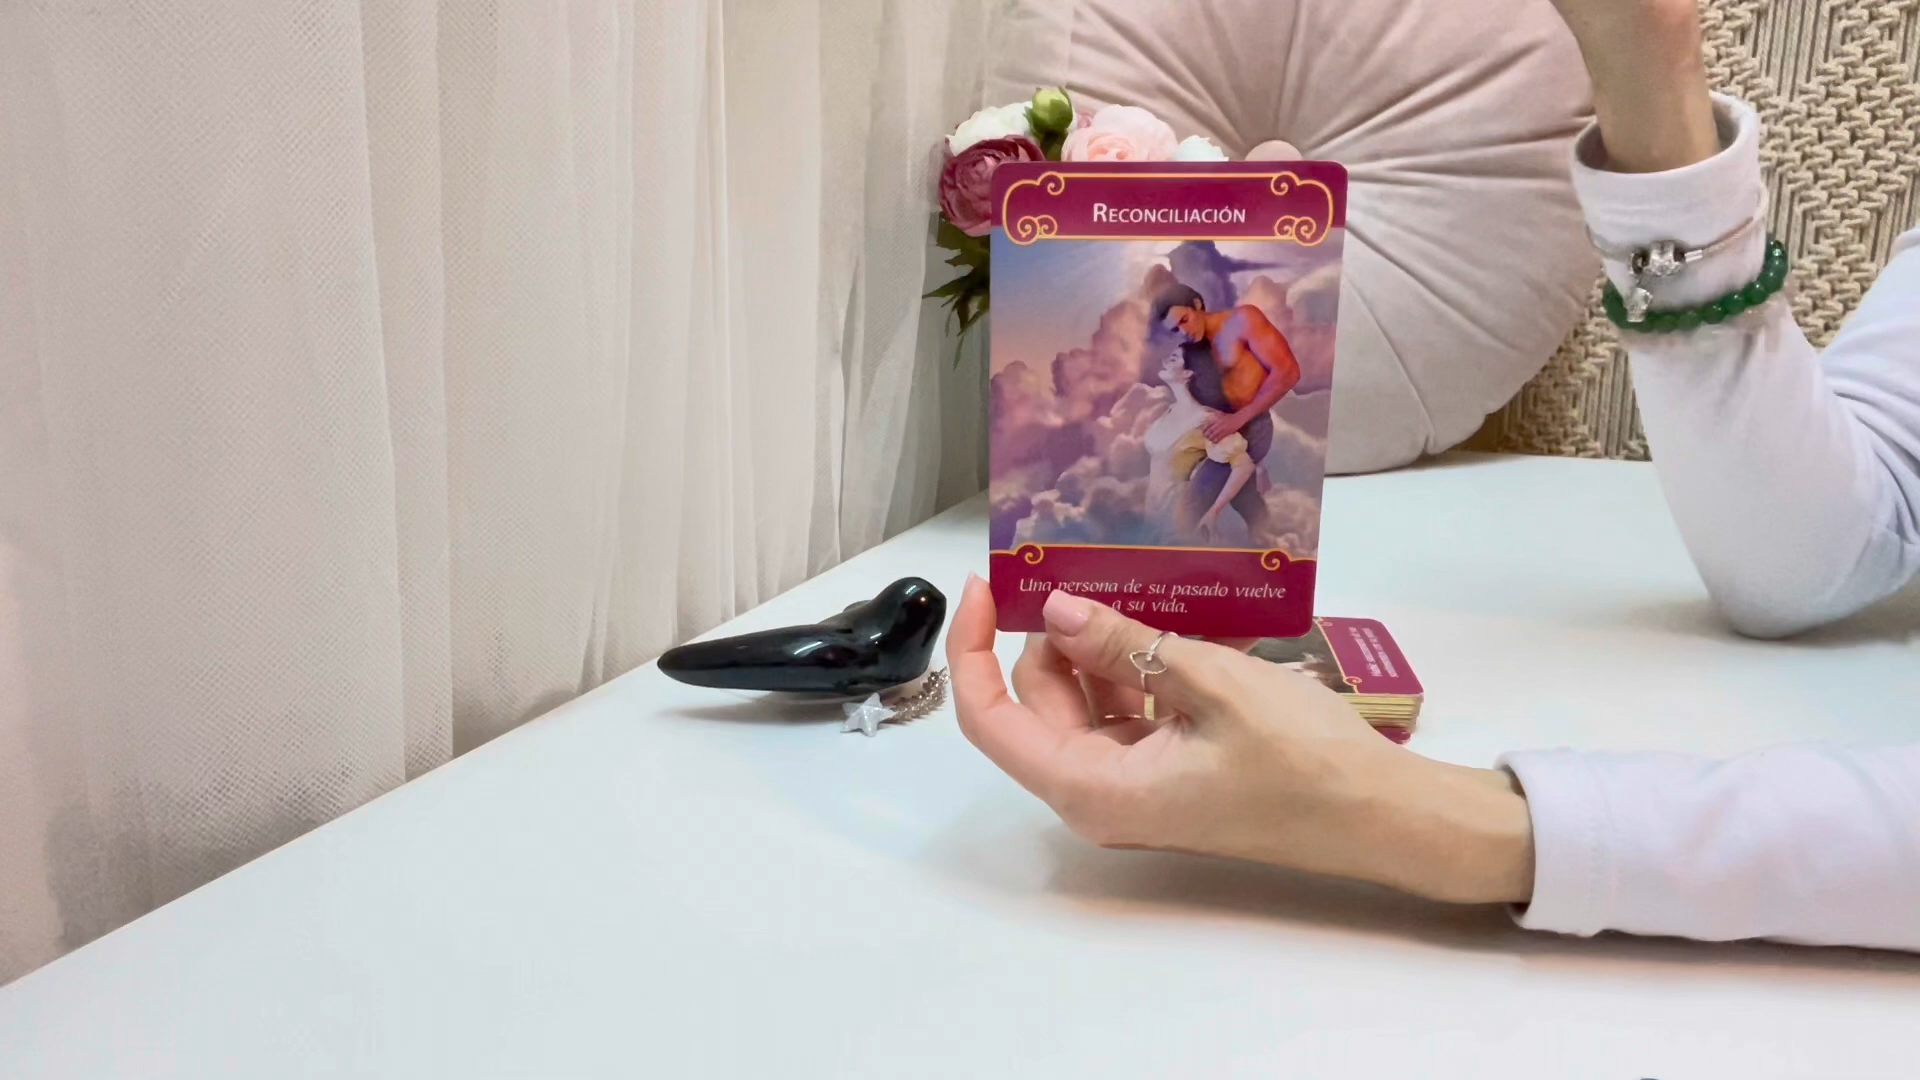 RECONCILIACIÓN
Una persona de su pasado vuelve
a su vida.